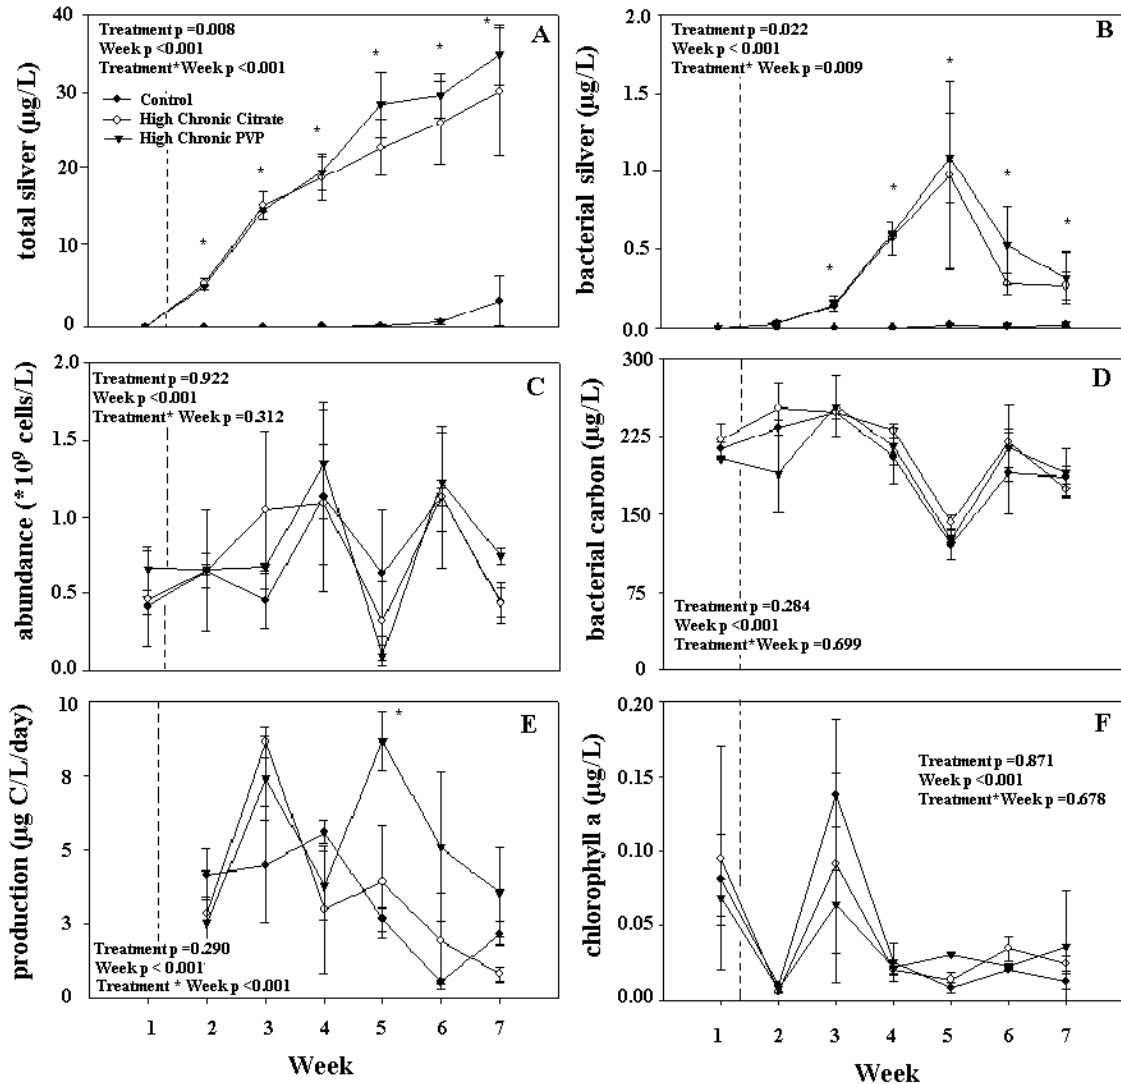 total silver (µg/L)
40
30
20
10
0
Treatment p =0.008
Week p <0.001
Treatment*Week p <0.001
Control
High Chronic Citrate
High Chronic PVP
A
*
*
*
*
*
*
bacterial silver (µg/L)
2.0
1.5
1.0
0.5
0.0
Treatment p =0.022
Week p < 0.001
Treatment* Week p =0.009
B
*
*
*
*
*
abundance (*10⁹ cells/L)
2.0
1.5
1.0
0.5
0.0
Treatment p =0.922
Week p <0.001
Treatment* Week p =0.312
C
bacterial carbon (µg/L)
300
225
150
75
0
D
Treatment p =0.284
Week p <0.001
Treatment*Week p =0.699
production (µg C/L/day)
10
8
5
3
0
E
*
Treatment p =0.290
Week p < 0.001
Treatment * Week p <0.001
1 2 3 4 5 6 7
Week
chlorophyll a (µg/L)
0.20
0.15
0.10
0.05
0.00
F
Treatment p =0.871
Week p <0.001
Treatment*Week p =0.678
1 2 3 4 5 6 7
Week